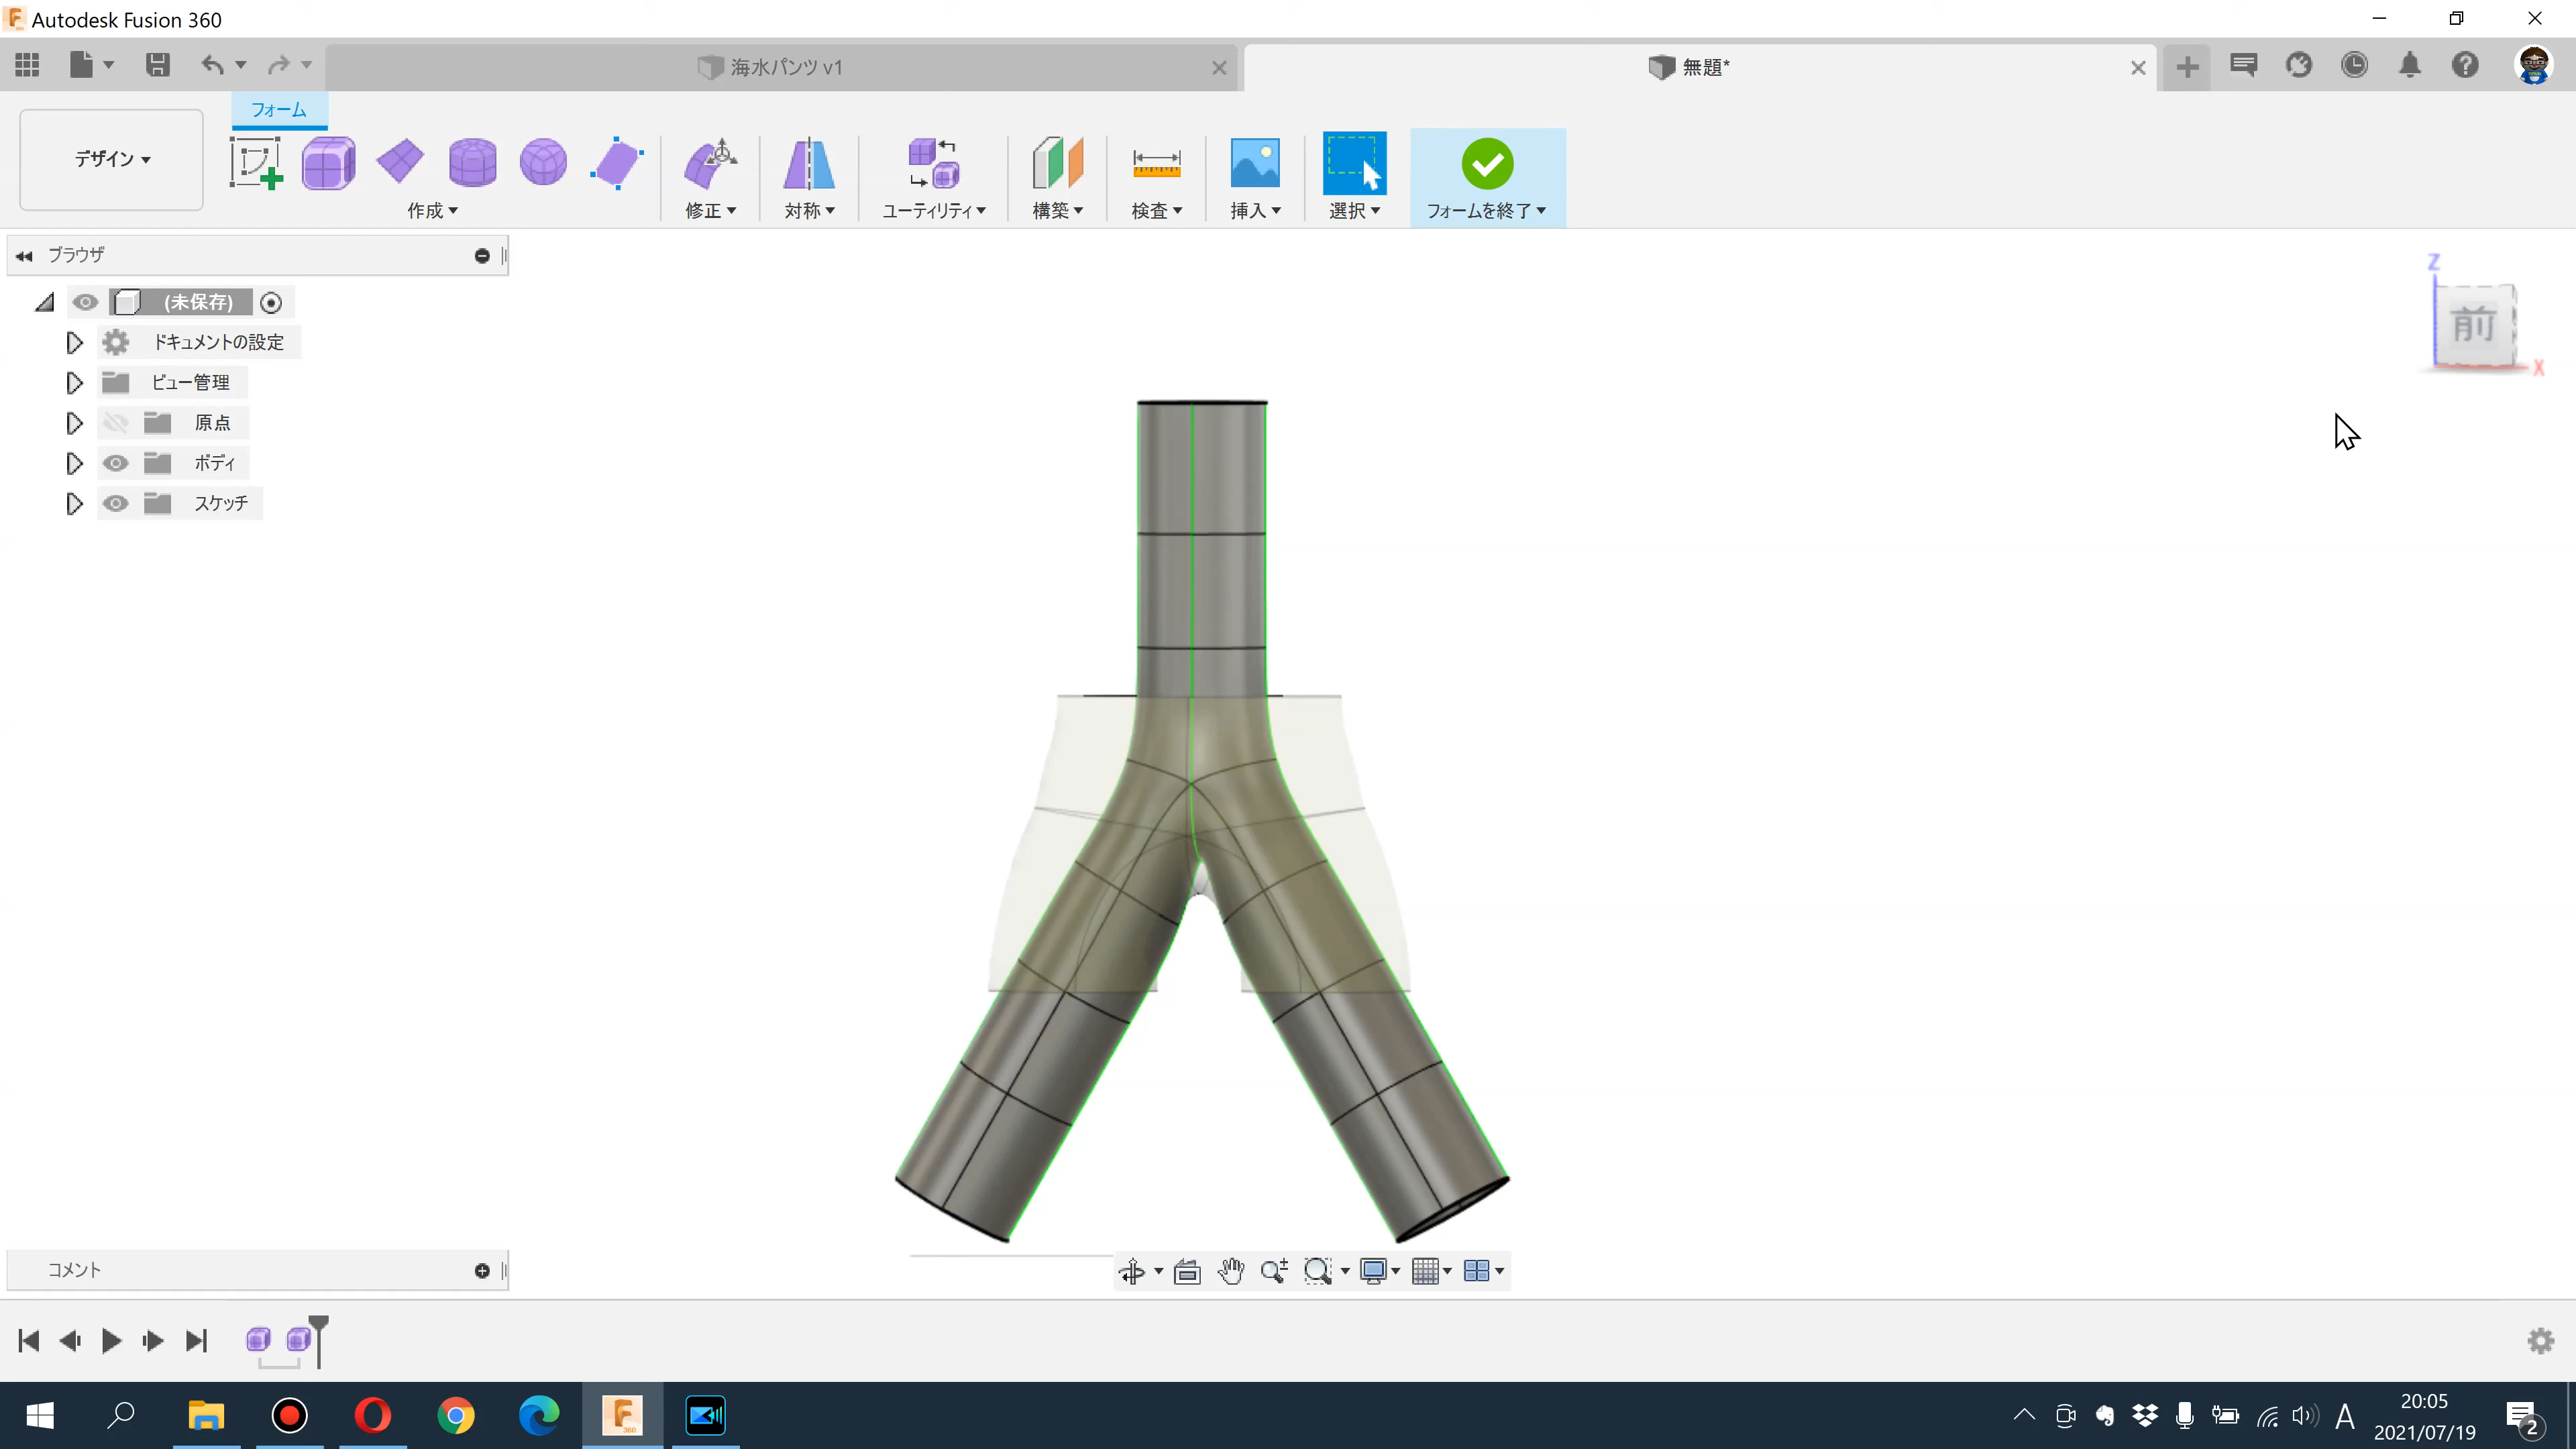 Autodesk Fusion 360
海水パンツ v1
無題*
フォーム
デザイン
作成
修正
対称
ユーティリティ
構築
検査
挿入
選択
フォームを終了
ブラウザ
(未保存)
ドキュメントの設定
ビュー管理
原点
ボディ
スケッチ
Z
前
X
コメント
360
A
20:05
2021/07/19
2